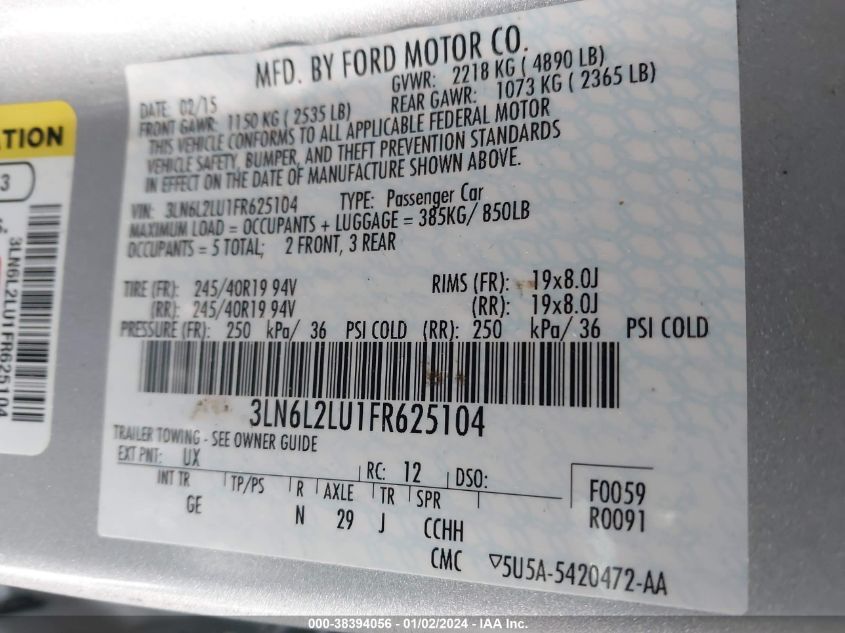 MFD. BY FORD MOTOR CO.
DATE: 02/15 GVWR: 2218 KG ( 4890 LB)
FRONT GAWR: 1150 KG ( 2535 LB) REAR GAWR: 1073 KG ( 2365 LB)
THIS VEHICLE CONFORMS TO ALL APPLICABLE FEDERAL MOTOR
VEHICLE SAFETY, BUMPER, AND THEFT PREVENTION STANDARDS
IN EFFECT ON THE DATE OF MANUFACTURE SHOWN ABOVE.
VIN: 3LN6L2LU1FR625104 TYPE: Passenger Car
MAXIMUM LOAD = OCCUPANTS + LUGGAGE = 385KG/ 850LB
OCCUPANTS = 5 TOTAL; 2 FRONT, 3 REAR
TIRE (FR): 245/40R19 94V RIMS (FR): 19x8.0J
(RR): 245/40R19 94V (RR): 19x8.0J
PRESSURE (FR): 250 kPa/ 36 PSI COLD (RR): 250 kPa/ 36 PSI COLD
3LN6L2LU1FR625104
TRAILER TOWING - SEE OWNER GUIDE
EXT PNT: UX RC: 12 DSO:
INT TR TP/PS R AXLE TR SPR
GE N 29 J CCHH
F0059
R0091
CMC ▽5U5A-5420472-AA
ATION
3
3LN6L2LU1FR625104
000-38394056 - 01/02/2024 - IAA Inc.